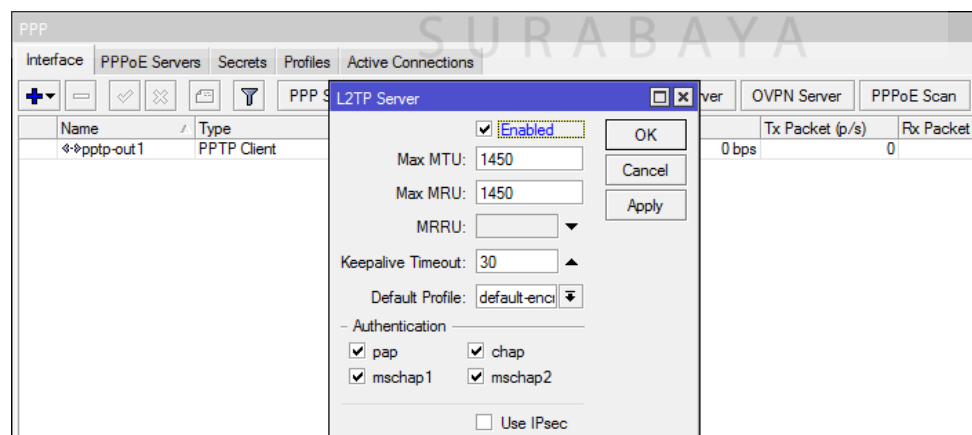 PPP
SURABAYA
Interface PPPoE Servers Secrets Profiles Active Connections
PPP S
L2TP Server
ver OVPN Server PPPoE Scan
Name Type Tx Packet (p/s) Rx Packet
pptp-out1 PPTP Client 0 bps 0
Enabled
OK
Max MTU: 1450
Cancel
Max MRU: 1450
Apply
MRRU:
Keepalive Timeout: 30
Default Profile: default-encr
Authentication
pap chap
mschap1 mschap2
Use IPsec